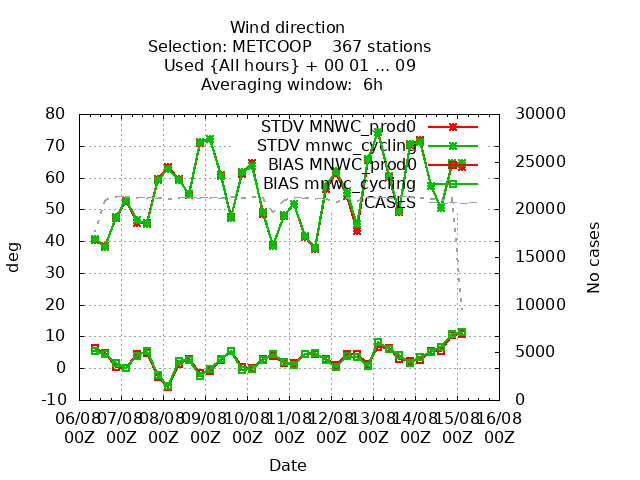 Wind direction
Selection: METCOOP    367 stations
Used {All hours} + 00 01 ... 09
Averaging window:  6h
80
70
60
50
40
30
20
10
0
-10
deg
30000
25000
20000
15000
10000
5000
0
No cases
STDV MNWC_prod0
STDV mnwc_cycling
BIAS MNWC_prod0
BIAS mnwc_cycling
CASES
06/08 07/08 08/08 09/08 10/08 11/08 12/08 13/08 14/08 15/08 16/08
00Z 00Z 00Z 00Z 00Z 00Z 00Z 00Z 00Z 00Z 00Z
Date